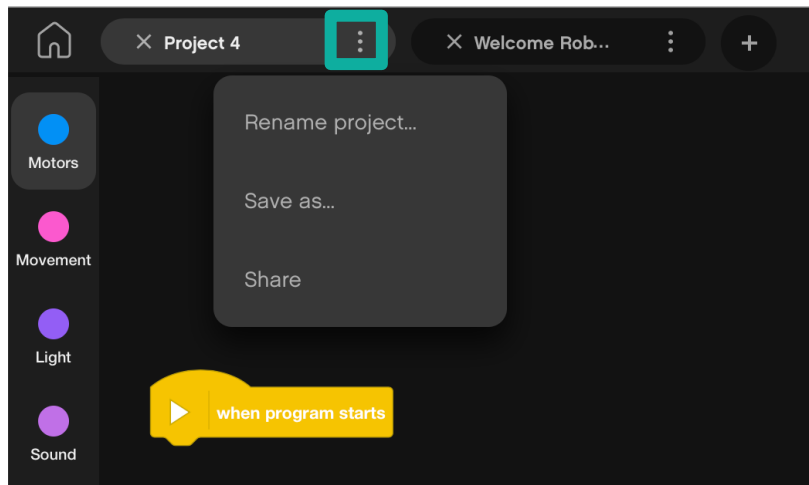 Project 4
Welcome Rob...
Rename project...
Save as...
Share
Motors
Movement
Light
Sound
when program starts